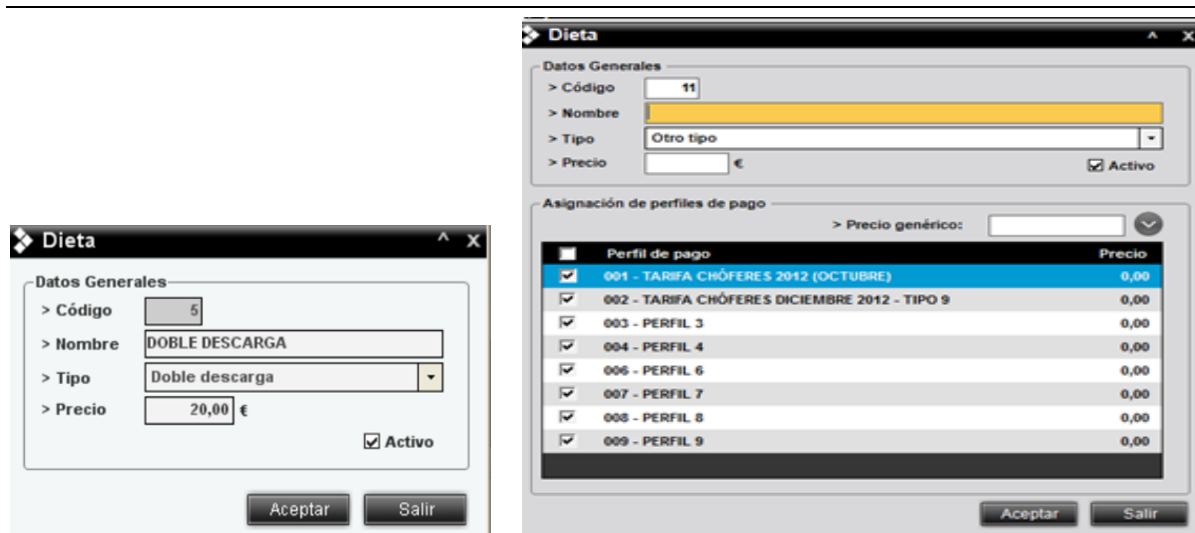 Dieta
Datos Generales
> Código 5
> Nombre DOBLE DESCARGA
> Tipo Doble descarga
> Precio 20,00 €
Activo
Aceptar Salir
Dieta
Datos Generales
> Código 11
> Nombre
> Tipo Otro tipo
> Precio €
Activo
Asignación de perfiles de pago
> Precio genérico:
Perfil de pago Precio
001 - TARIFA CHÓFERES 2012 (OCTUBRE) 0,00
002 - TARIFA CHÓFERES DICIEMBRE 2012 - TIPO 9 0,00
003 - PERFIL 3 0,00
004 - PERFIL 4 0,00
006 - PERFIL 6 0,00
007 - PERFIL 7 0,00
008 - PERFIL 8 0,00
009 - PERFIL 9 0,00
Aceptar Salir